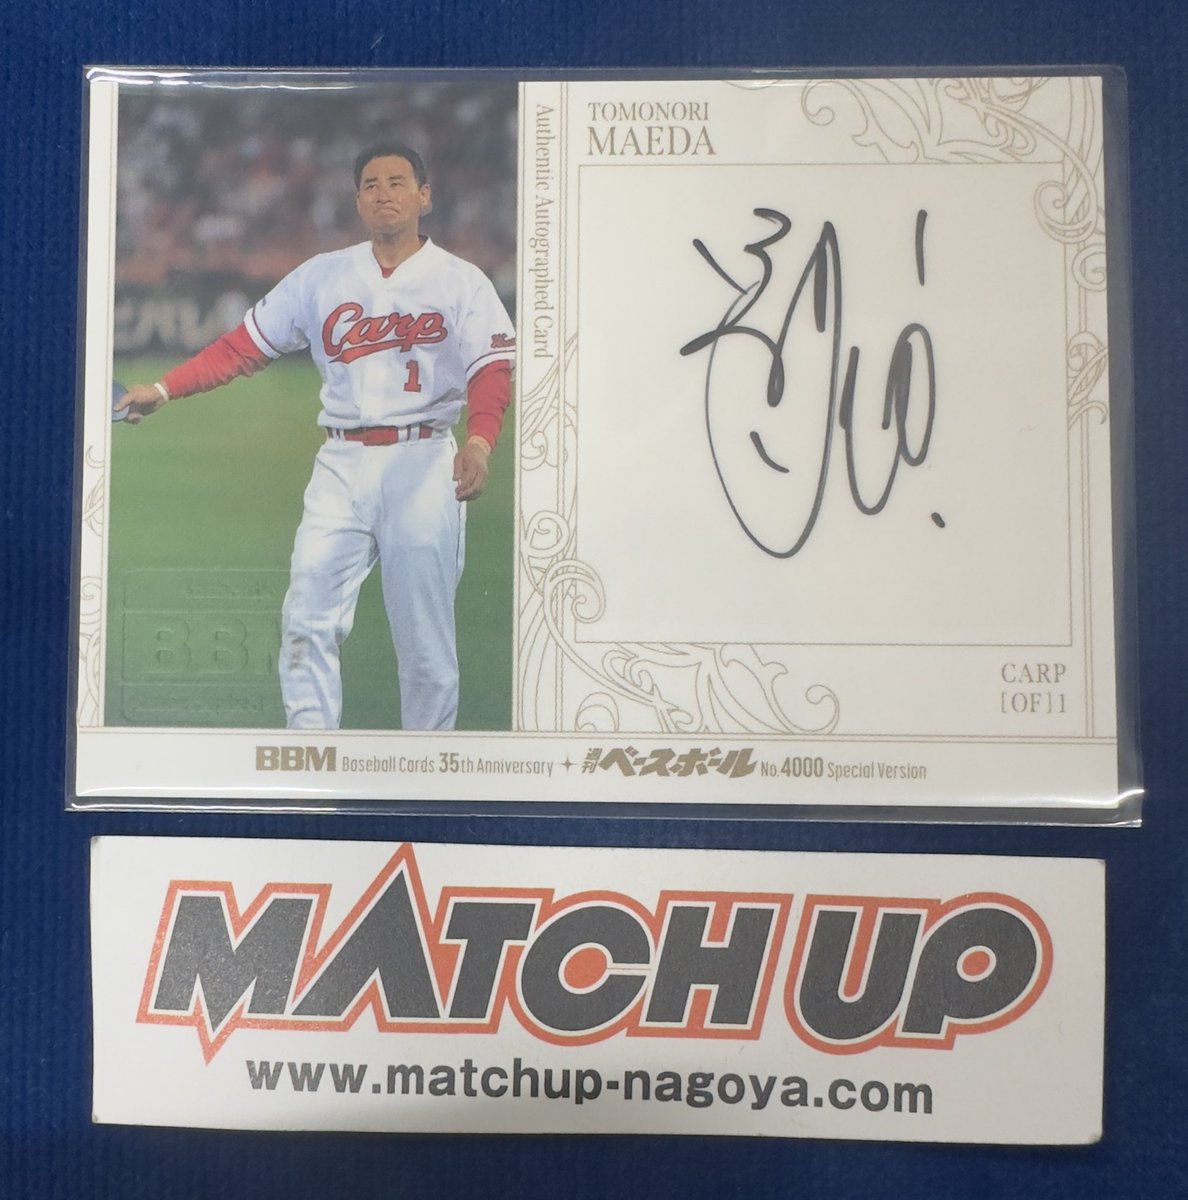 TOMONORI
MAEDA
Authentic Autographed Card
Carp
1
BBM
CARP
[OF]1
BBM Baseball Cards 35th Anniversary + 週刊ベースボール No.4000 Special Version
MATCH UP
www.matchup-nagoya.com